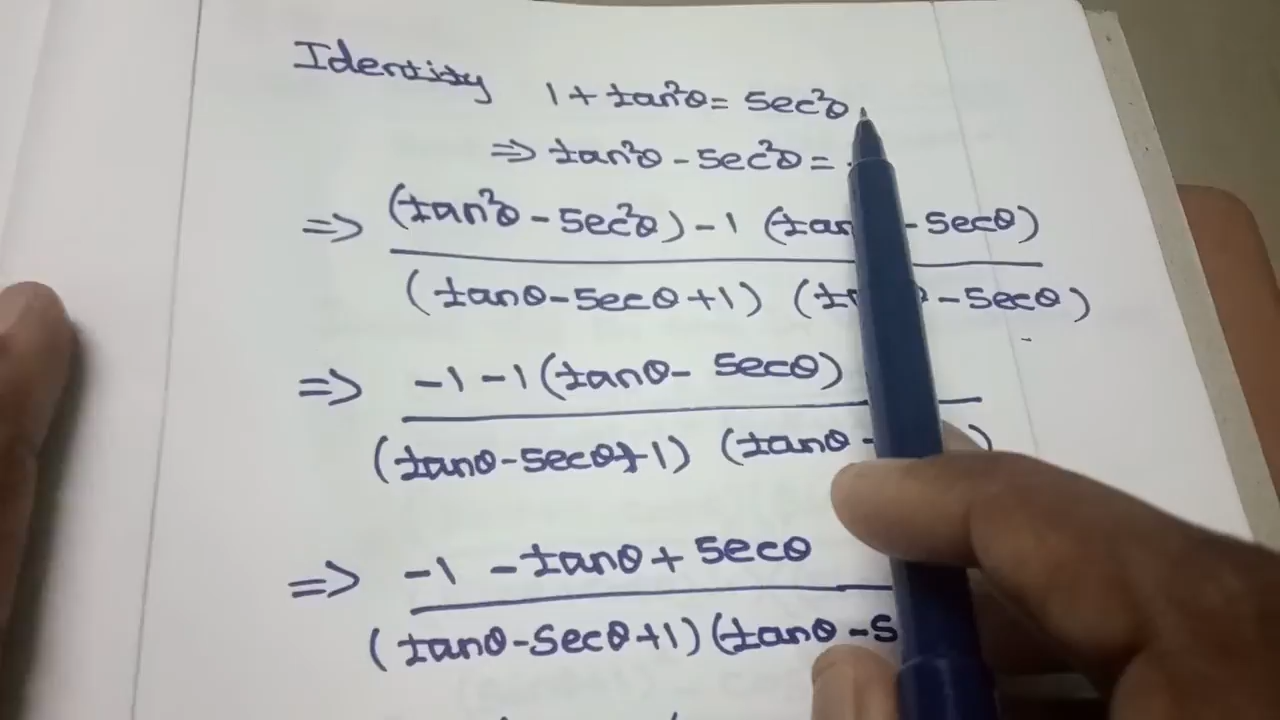 Identity 1 + tan²θ = sec²θ
⇒ tan²θ - sec²θ =
⇒ (tan²θ - sec²θ) - 1 (tan - secθ)
(tanθ - secθ + 1) (tanθ - secθ)
⇒ -1 - 1 (tanθ - secθ)
(tanθ - secθ + 1) (tanθ - )
⇒ -1 - tanθ + secθ
(tanθ - secθ + 1) (tanθ - s